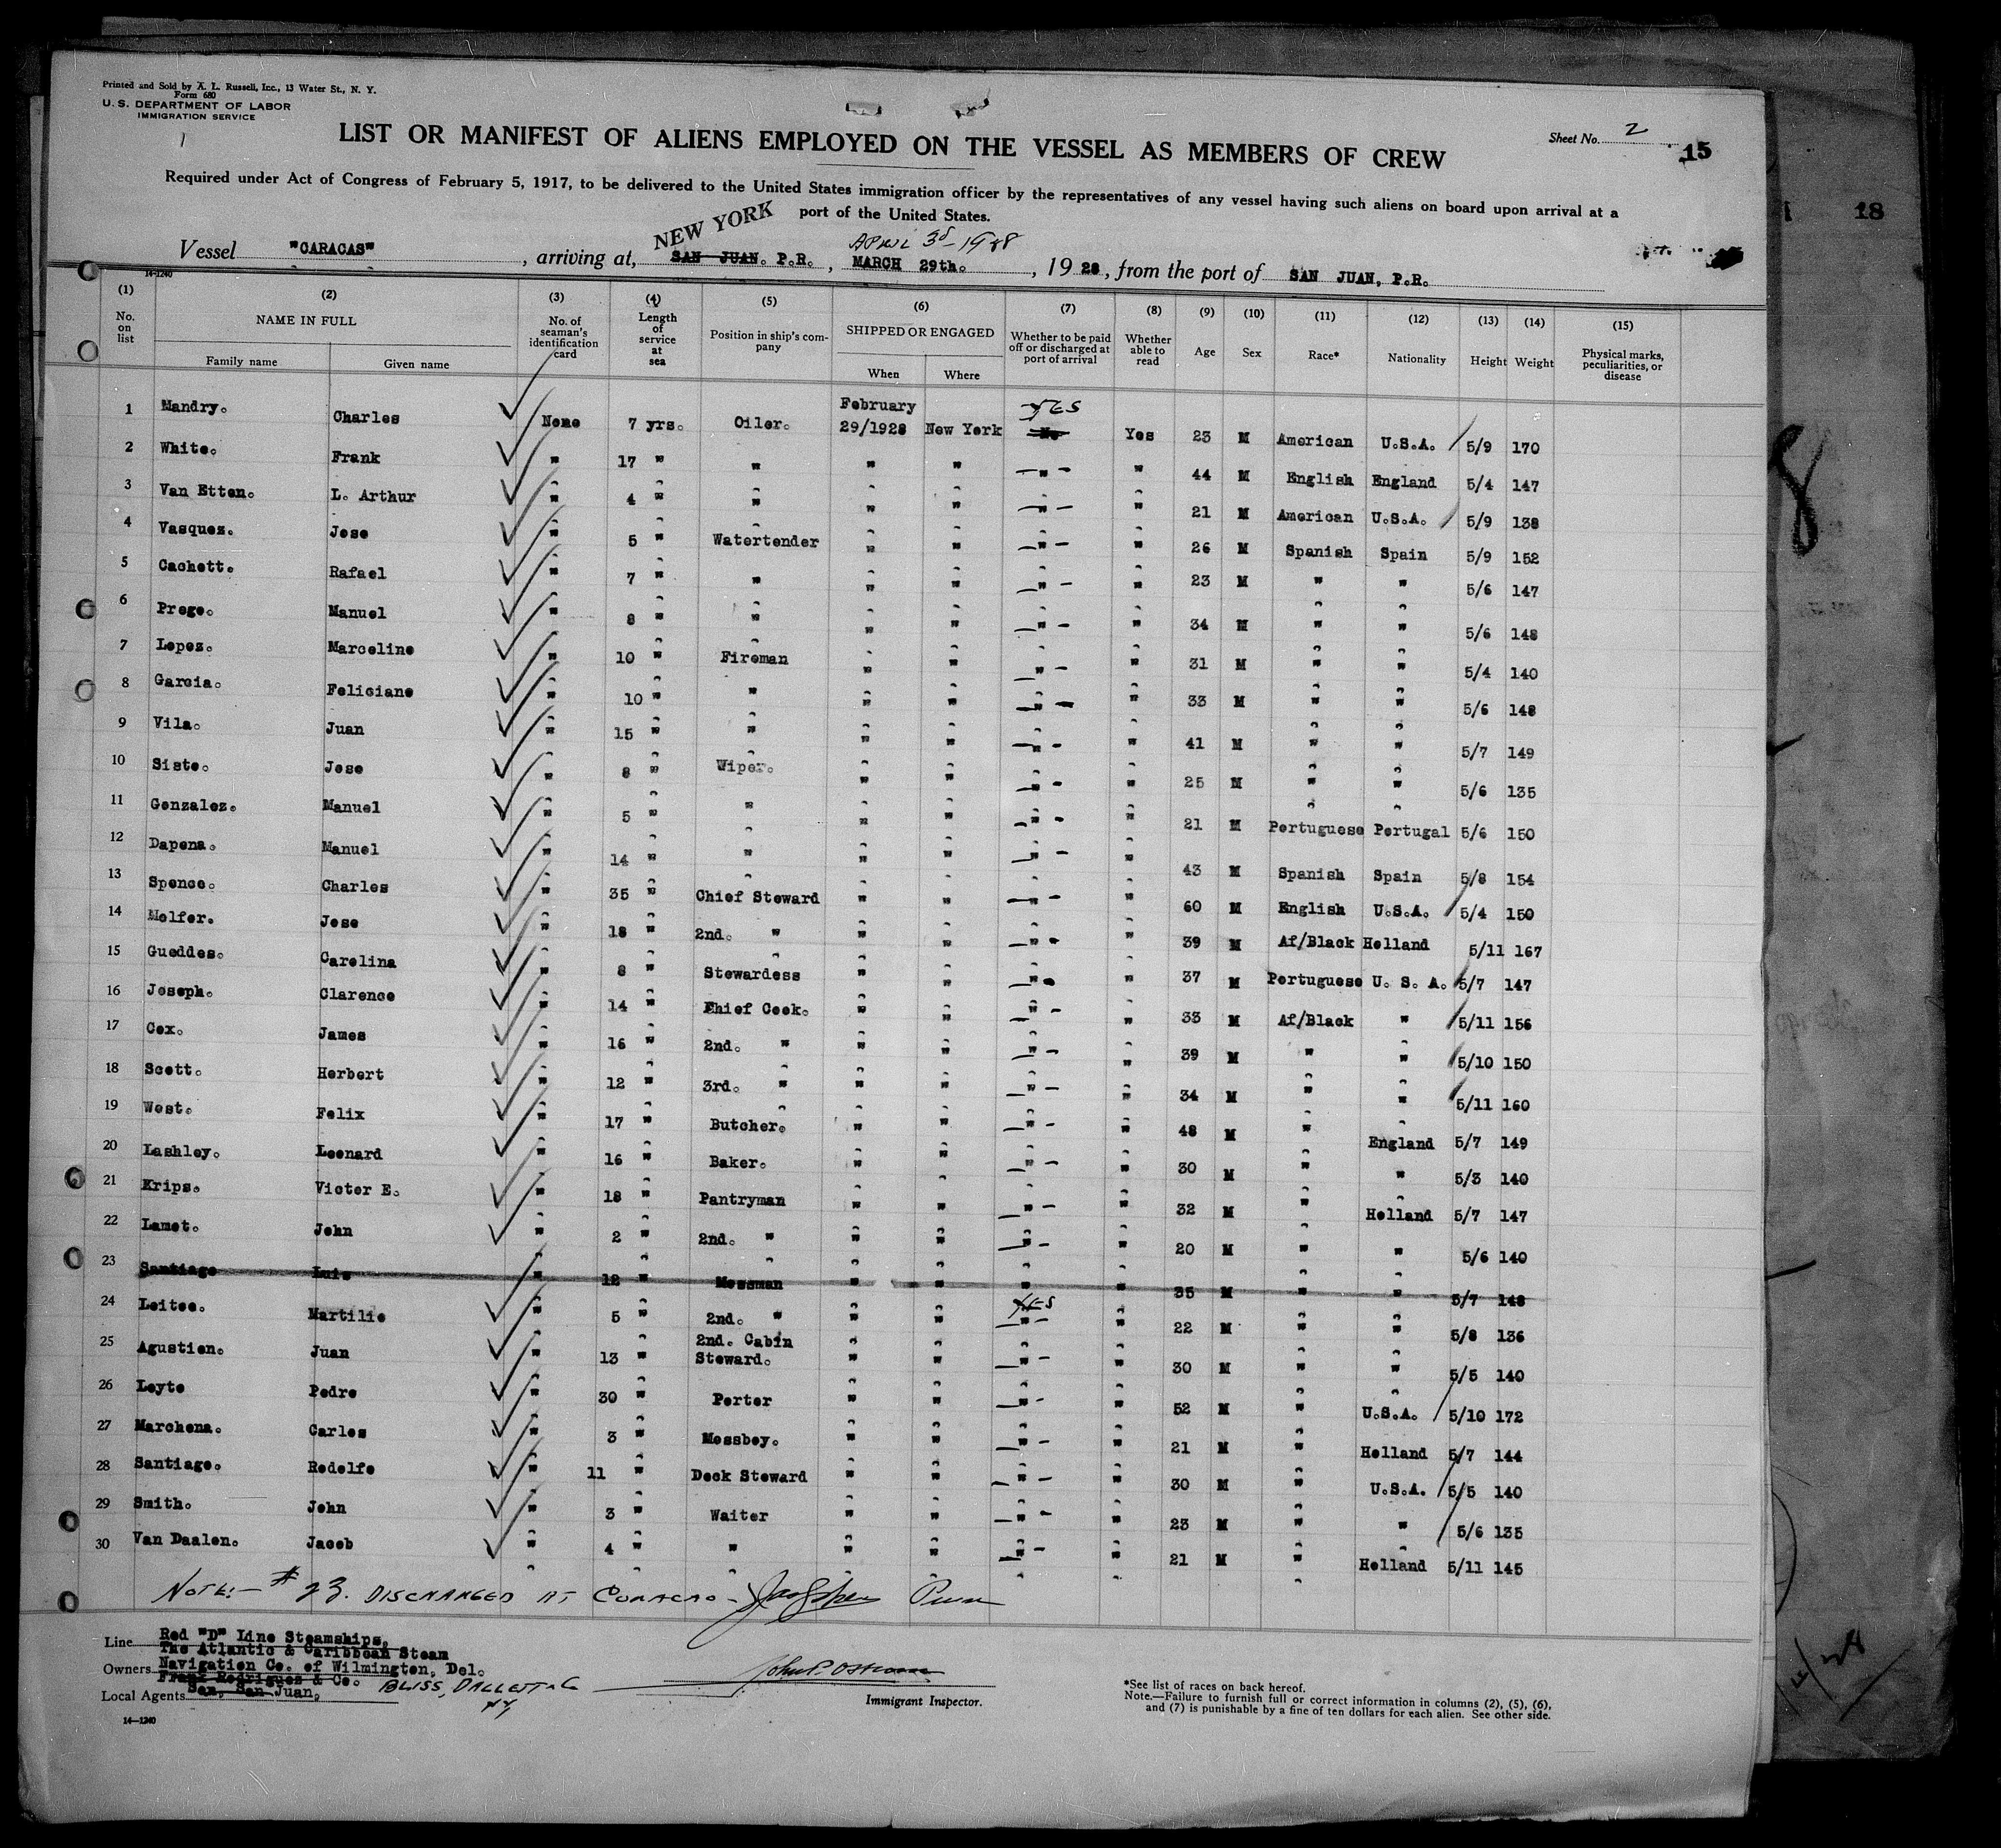 Printed and Sold by A. L. Russell, Inc., 13 Water St., N. Y.
Form 680
U. S. DEPARTMENT OF LABOR
IMMIGRATION SERVICE
1
LIST OR MANIFEST OF ALIENS EMPLOYED ON THE VESSEL AS MEMBERS OF CREW
Sheet No. 2
15
18
Required under Act of Congress of February 5, 1917, to be delivered to the United States immigration officer by the representatives of any vessel having such aliens on board upon arrival at a
port of the United States.
NEW YORK April 3d - 1928
Vessel "CARACAS", arriving at, SAN JUAN. P.R., MARCH 29th., 1928, from the port of SAN JUAN, P.R.
14-1240
(1) (2) (3) (4) (5) (6) (7) (8) (9) (10) (11) (12) (13) (14) (15)
No. on list NAME IN FULL Family name Given name No. of seaman's identification card Length of service at sea Position in ship's company SHIPPED OR ENGAGED When Where Whether to be paid off or discharged at port of arrival Whether able to read Age Sex Race* Nationality Height Weight Physical marks, peculiarities, or disease
1 Mandry. Charles None 7 yrs. Oiler. February 29/1928 New York YES No Yes 23 M American U.S.A. 5/9 170
2 White. Frank " 17 " " " " " " 44 M English England 5/4 147
3 Van Etten. L. Arthur " 4 " " " " " " 21 M American U.S.A. 5/9 138
4 Vasquez. Jose " 5 " Watertender " " " " 26 M Spanish Spain 5/9 152
5 Cachett. Rafael " 7 " " " " " " 23 M " " 5/6 147
6 Prego. Manuel " 8 " " " " " " 34 M " " 5/6 148
7 Lopez. Marceline " 10 " Fireman " " " " 31 M " " 5/4 140
8 Garcia. Feliciano " 10 " " " " " " 33 M " " 5/6 148
9 Vila. Juan " 15 " " " " " " 41 M " " 5/7 149
10 Sisto. Jose " 8 " Wiper. " " " " 25 M " " 5/6 135
11 Gonzalez. Manuel " 5 " " " " " " 21 M Portuguese Portugal 5/6 150
12 Dapena. Manuel " 14 " " " " " " 43 M Spanish Spain 5/8 154
13 Spence. Charles " 35 " Chief Steward " " " " 60 M English U.S.A. 5/4 150
14 Molfer. Jose " 18 " 2nd. " " " " " 39 M Af/Black Holland 5/11 167
15 Gueddes. Carolina " 8 " Stewardess " " " " 37 M Portuguese U. S. A. 5/7 147
16 Joseph. Clarence " 14 " Chief Cook. " " " " 33 M Af/Black " 5/11 156
17 Cox. James " 16 " 2nd. " " " " " 39 M " " 5/10 150
18 Scott. Herbert " 12 " 3rd. " " " " " 34 M " " 5/11 160
19 West. Felix " 17 " Butcher. " " " " 48 M " England 5/7 149
20 Lashley. Leonard " 16 " Baker. " " " " 30 M " " 5/3 140
21 Krips. Victor E. " 18 " Pantryman " " " " 32 M " Holland 5/7 147
22 Lamot. John " 2 " 2nd. " " " " " 20 M " " 5/6 140
23 Santiago Luis " 12 " Messman " " " " 35 M " " 5/7 148
24 Leitoe. Martilio " 5 " 2nd. " " " YES " " 22 M " " 5/8 136
25 Agustien. Juan " 13 " 2nd. Cabin Steward. " " " " 30 M " " 5/5 140
26 Leyto Pedro " 30 " Porter " " " " 52 M " U.S.A. 5/10 172
27 Marchena. Carlos " 3 " Messboy. " " " " 21 M " Holland 5/7 144
28 Santiago. Rodolfo " 11 " Deck Steward " " " " 30 M " U.S.A. 5/5 140
29 Smith. John " 3 " Waiter " " " " 23 M " " 5/6 135
30 Van Daalen. Jacob " 4 " " " " " " 21 M " Holland 5/11 145
NOTE:- # 23. DISCHARGED AT CURACAO-
Line Red "D" Line Steamships,
The Atlantic & Caribbean Steam
Owners Navigation Co. of Wilmington, Del.
Frank Rodrigues & Co. BLISS, DALLETT & Co
Local Agents San, San Juan, NY
Immigrant Inspector.
*See list of races on back hereof.
Note.—Failure to furnish full or correct information in columns (2), (5), (6),
and (7) is punishable by a fine of ten dollars for each alien. See other side.
14—1240